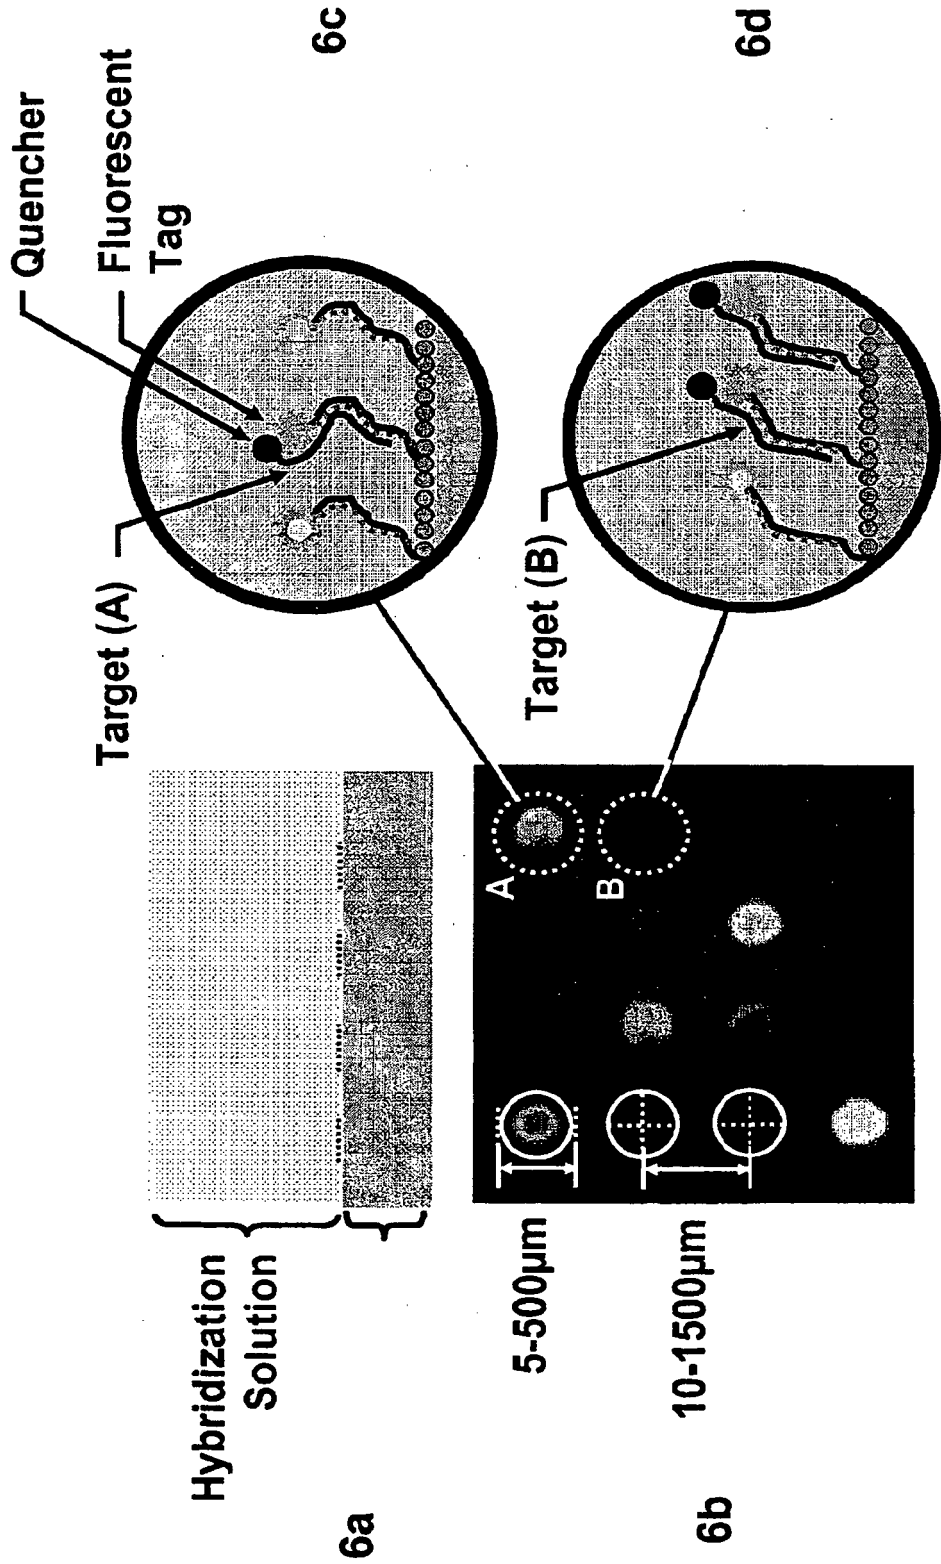 6a
Hybridization
Solution
6b
5-500µm
10-1500µm
A
B
Target (A)
Quencher
Fluorescent
Tag
6c
Target (B)
6d